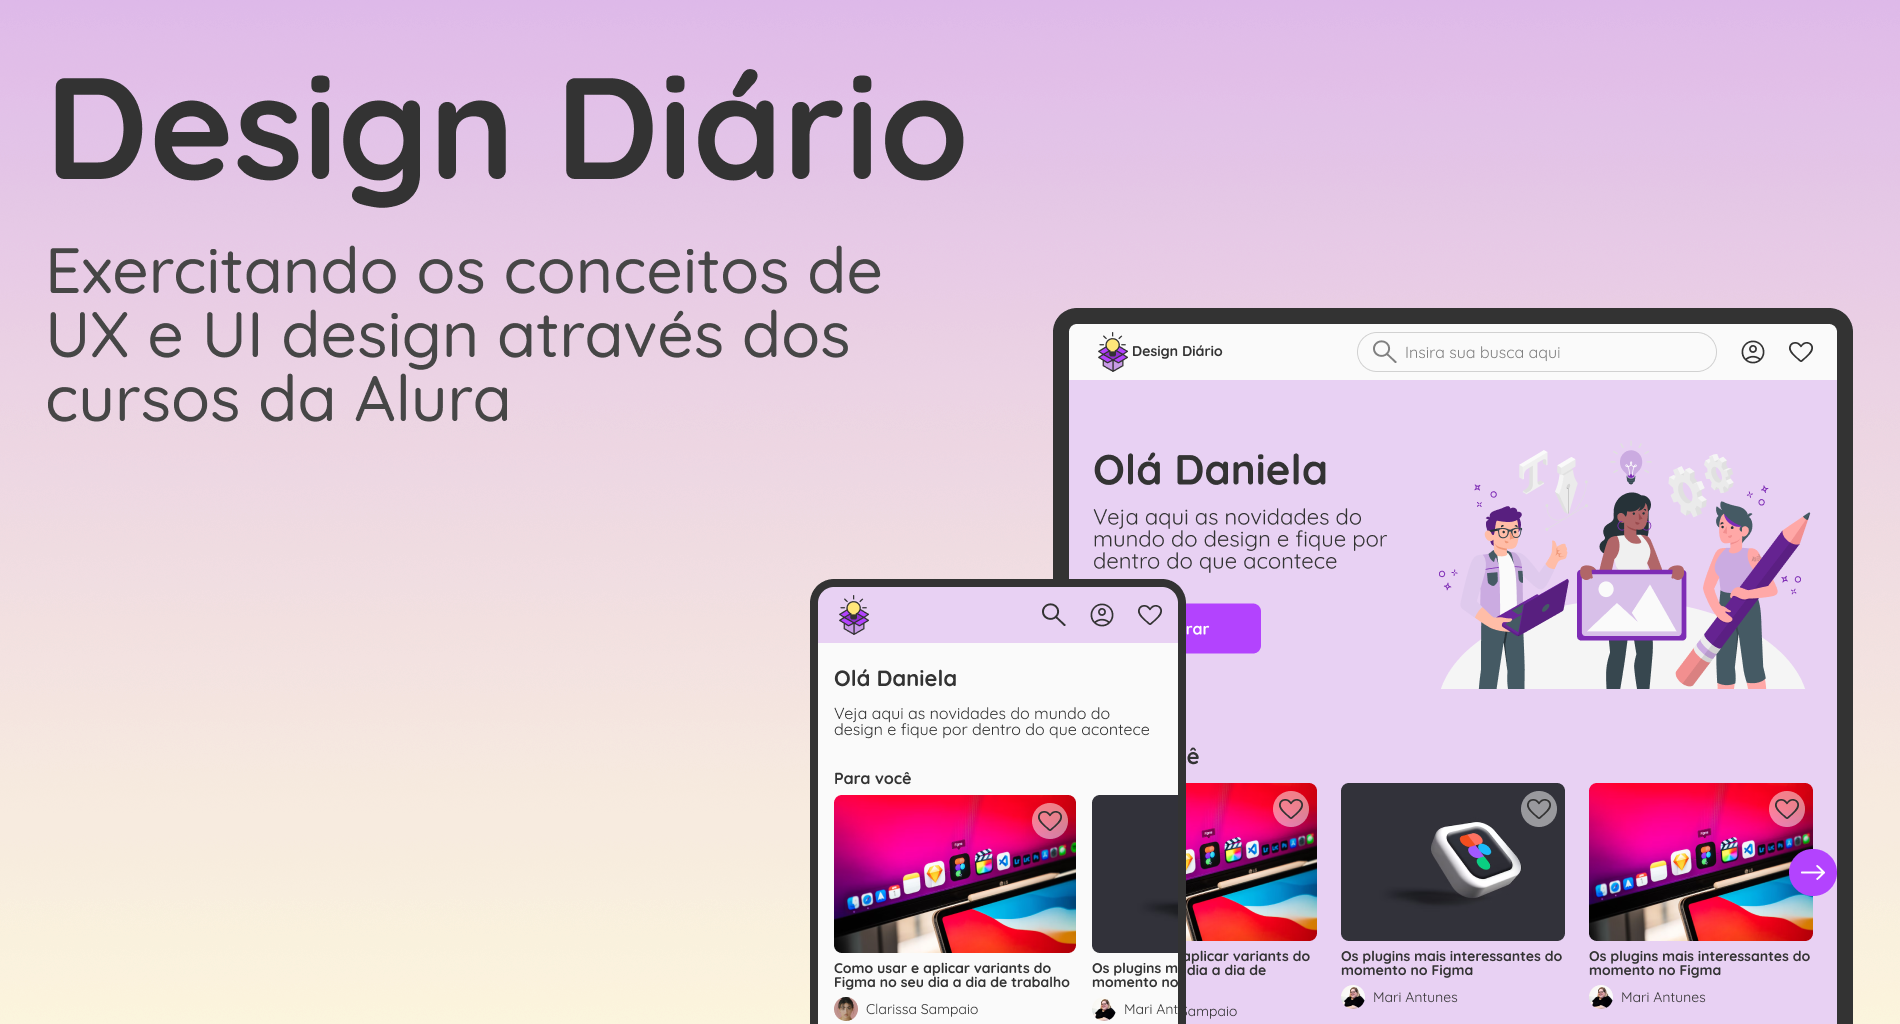 Design Diário
Exercitando os conceitos de
UX e UI design através dos
cursos da Alura
Design Diário
Insira sua busca aqui
Olá Daniela
Veja aqui as novidades do
mundo do design e fique por
dentro do que acontece
rar
ê
aplicar variants do
dia a dia de
Sampaio
Os plugins mais interessantes do
momento no Figma
Mari Antunes
Os plugins mais interessantes do
momento no Figma
Mari Antunes
Olá Daniela
Veja aqui as novidades do mundo do
design e fique por dentro do que acontece
Para você
Como usar e aplicar variants do
Figma no seu dia a dia de trabalho
Clarissa Sampaio
Os plugins m
momento no
Mari Ant